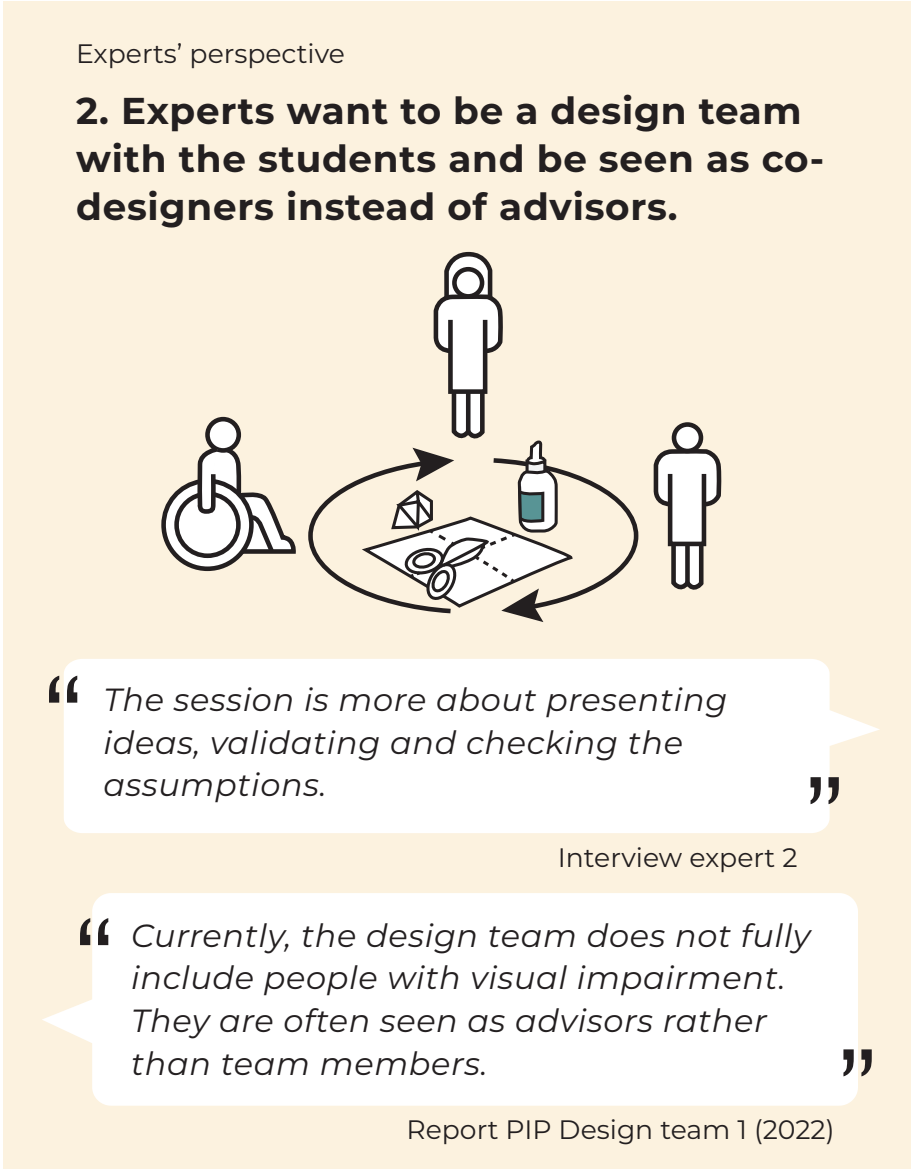 Experts’ perspective
2. Experts want to be a design team
with the students and be seen as co-
designers instead of advisors.
“ The session is more about presenting
ideas, validating and checking the
assumptions. ”
Interview expert 2
“ Currently, the design team does not fully
include people with visual impairment.
They are often seen as advisors rather
than team members. ”
Report PIP Design team 1 (2022)